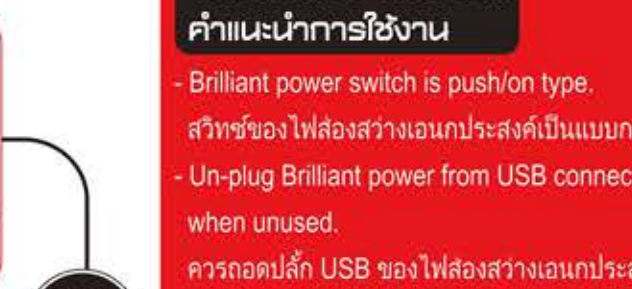 คำแนะนำการใช้งาน
- Brilliant power switch is push/on type.
สวิทซ์ของไฟส่องสว่างเอนกประสงค์เป็นแบบก
- Un-plug Brilliant power from USB connec
when unused.
ควรถอดปลั้ก USB ของไฟส่องสว่างเอนกประส